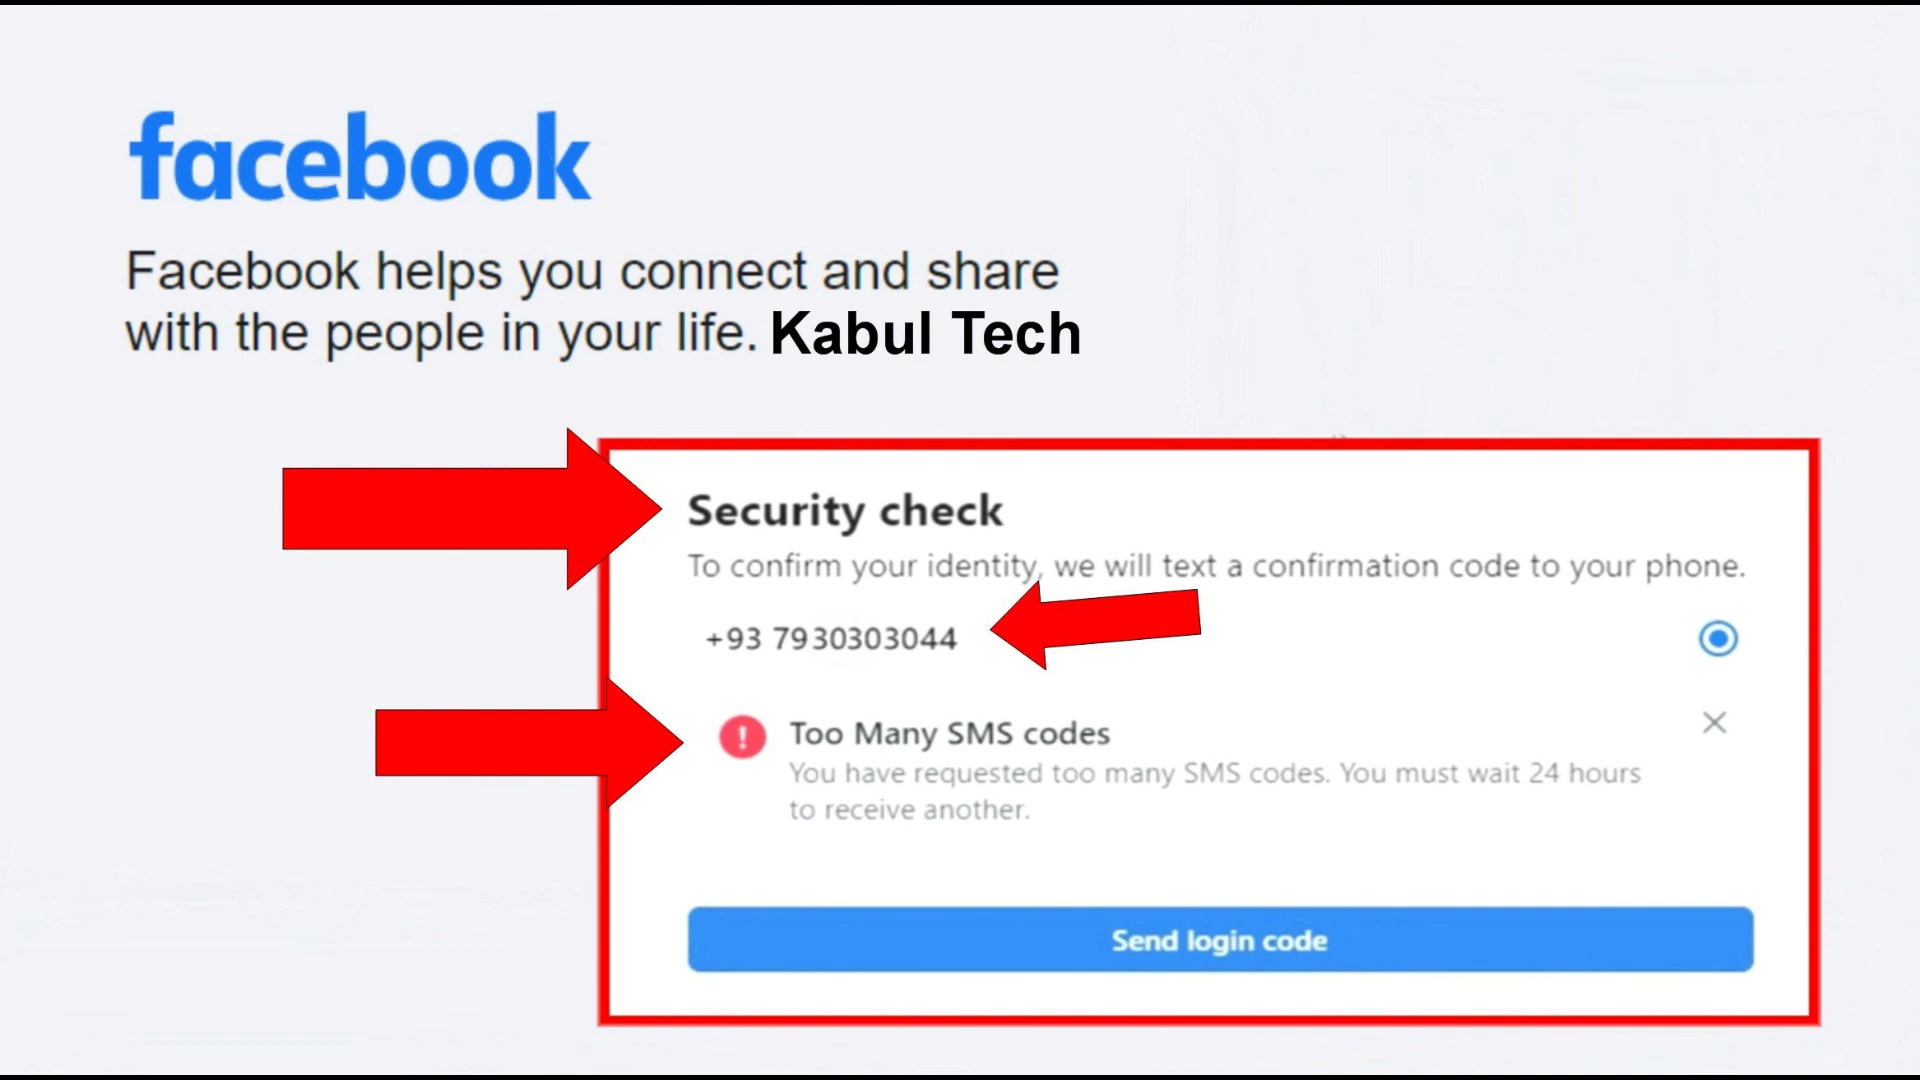 facebook
Facebook helps you connect and share
with the people in your life. Kabul Tech
Security check
To confirm your identity, we will text a confirmation code to your phone.
+93 7930303044
Too Many SMS codes
You have requested too many SMS codes. You must wait 24 hours
to receive another.
Send login code